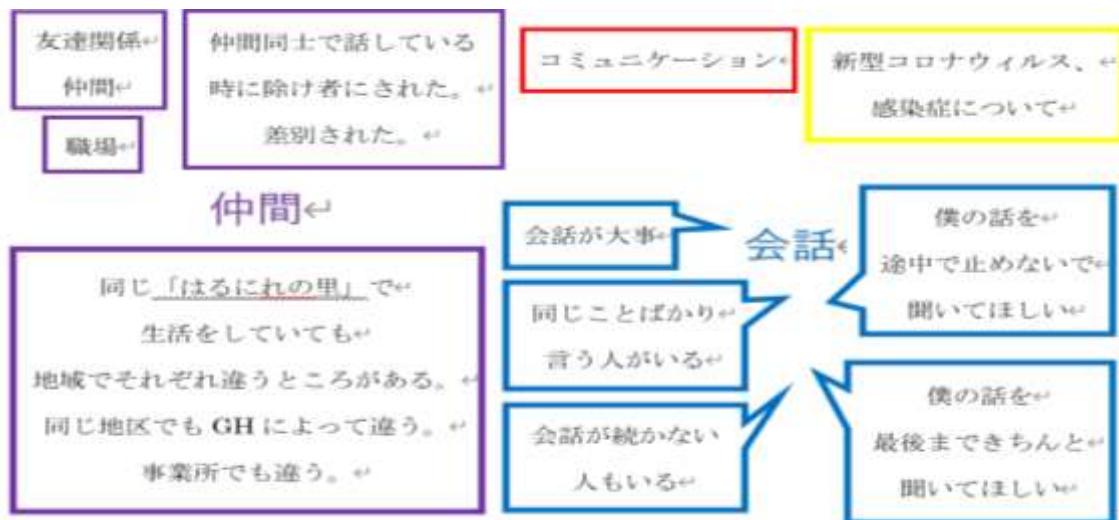 友達関係
仲間
職場
仲間同士で話している
時に除け者にされた。
差別された。
コミュニケーション
新型コロナウィルス、
感染症について
仲間
同じ「はるにれの里」で
生活をしていても
地域でそれぞれ違うところがある。
同じ地区でも GH によって違う。
事業所でも違う。
会話
会話が大事
同じことばかり
言う人がいる
会話が続かない
人もいる
僕の話を
途中で止めないで
聞いてほしい
僕の話を
最後まできちんと
聞いてほしい